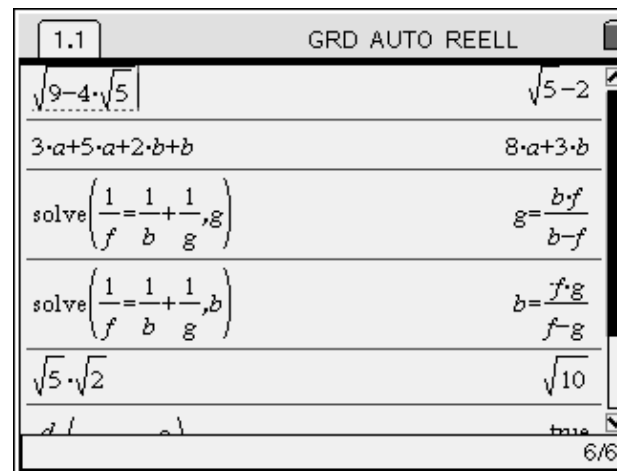 1.1 GRD AUTO REELL
√(9-4·√5) √5-2
3·a+5·a+2·b+b 8·a+3·b
solve(1/f=1/b+1/g,g) g=b·f/(b-f)
solve(1/f=1/b+1/g,b) b=-f·g/(f-g)
√5·√2 √10
true
6/6